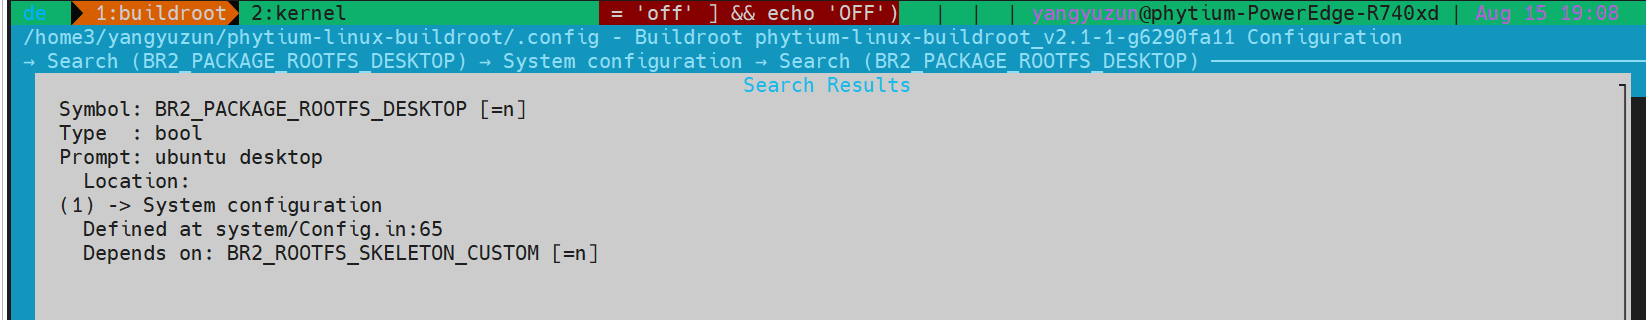 de 1:buildroot 2:kernel = 'off' ] && echo 'OFF') | | | yangyuzun@phytium-PowerEdge-R740xd | Aug 15 19:08
/home3/yangyuzun/phytium-linux-buildroot/.config - Buildroot phytium-linux-buildroot_v2.1-1-g6290fa11 Configuration
→ Search (BR2_PACKAGE_ROOTFS_DESKTOP) → System configuration → Search (BR2_PACKAGE_ROOTFS_DESKTOP)
Search Results
Symbol: BR2_PACKAGE_ROOTFS_DESKTOP [=n]
Type  : bool
Prompt: ubuntu desktop
Location:
(1) -> System configuration
Defined at system/Config.in:65
Depends on: BR2_ROOTFS_SKELETON_CUSTOM [=n]